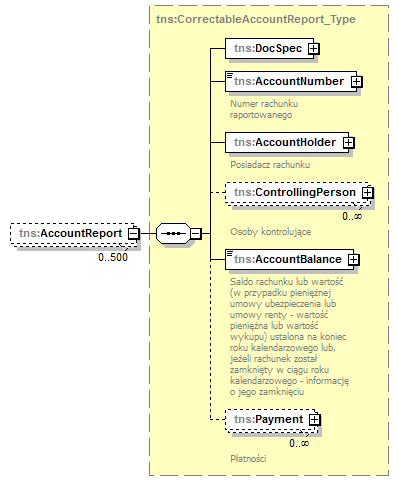 tns:CorrectableAccountReport_Type
tns:DocSpec
tns:AccountNumber
Numer rachunku
raportowanego
tns:AccountHolder
Posiadacz rachunku
tns:ControllingPerson
0..∞
Osoby kontrolujące
tns:AccountReport
0..500
tns:AccountBalance
Saldo rachunku lub wartość
(w przypadku pieniężnej
umowy ubezpieczenia lub
umowy renty - wartość
pieniężna lub wartość
wykupu) ustalona na koniec
roku kalendarzowego lub,
jeżeli rachunek został
zamknięty w ciągu roku
kalendarzowego - informację
o jego zamknięciu
tns:Payment
0..∞
Płatności